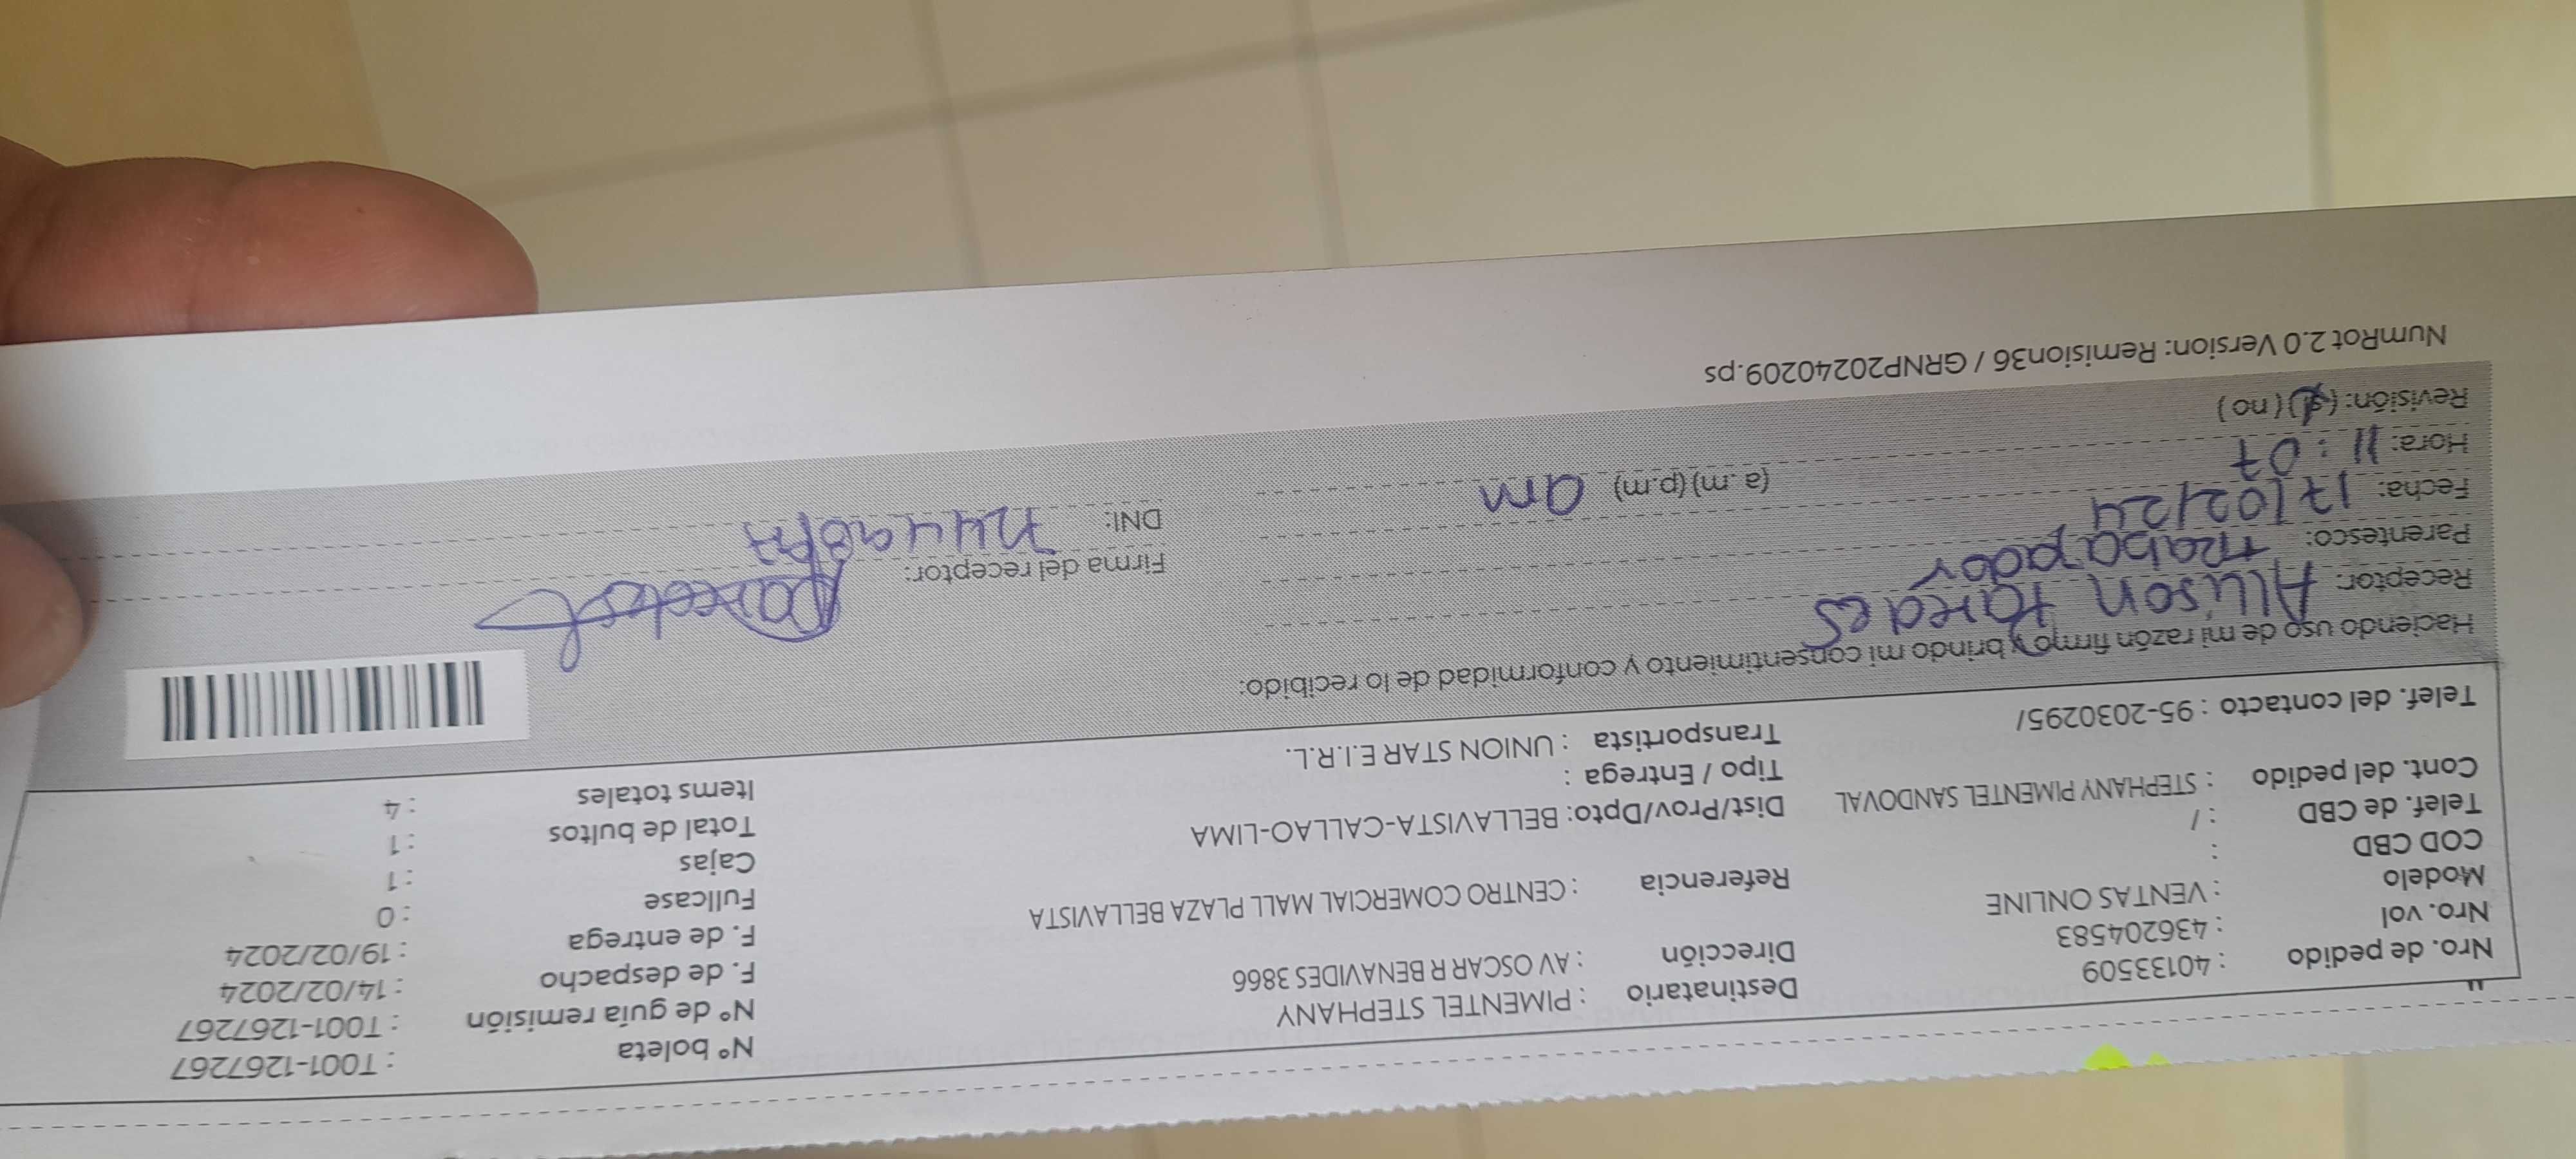 Nro. de pedido : 40133509
Nro. vol : 436204583
Modelo : VENTAS ONLINE
COD CBD :
Telef. de CBD : /
Cont. del pedido : STEPHANY PIMENTEL SANDOVAL
Telef. del contacto : 95-2030295/
Destinatario : PIMENTEL STEPHANY
Dirección : AV OSCAR R BENAVIDES 3866
Referencia : CENTRO COMERCIAL MALL PLAZA BELLAVISTA
Dist/Prov/Dpto: BELLAVISTA-CALLAO-LIMA
Tipo / Entrega :
Transportista : UNION STAR E.I.R.L.
Nº boleta : T001-1267267
Nº de guía remisión : T001-1267267
F. de despacho : 14/02/2024
F. de entrega : 19/02/2024
Fullcase : 0
Cajas : 1
Total de bultos : 1
Items totales : 4
Haciendo uso de mi razón firmo y brindo mi consentimiento y conformidad de lo recibido:
Receptor: Allison Paredes
Parentesco: trabajador
Fecha: 17/02/24
Hora: 11:07 (a.m)(p.m) am
Revisión: (si)(no)
Firma del receptor:
DNI:
NumRot 2.0 Version: Remision36 / GRNP20240209.ps